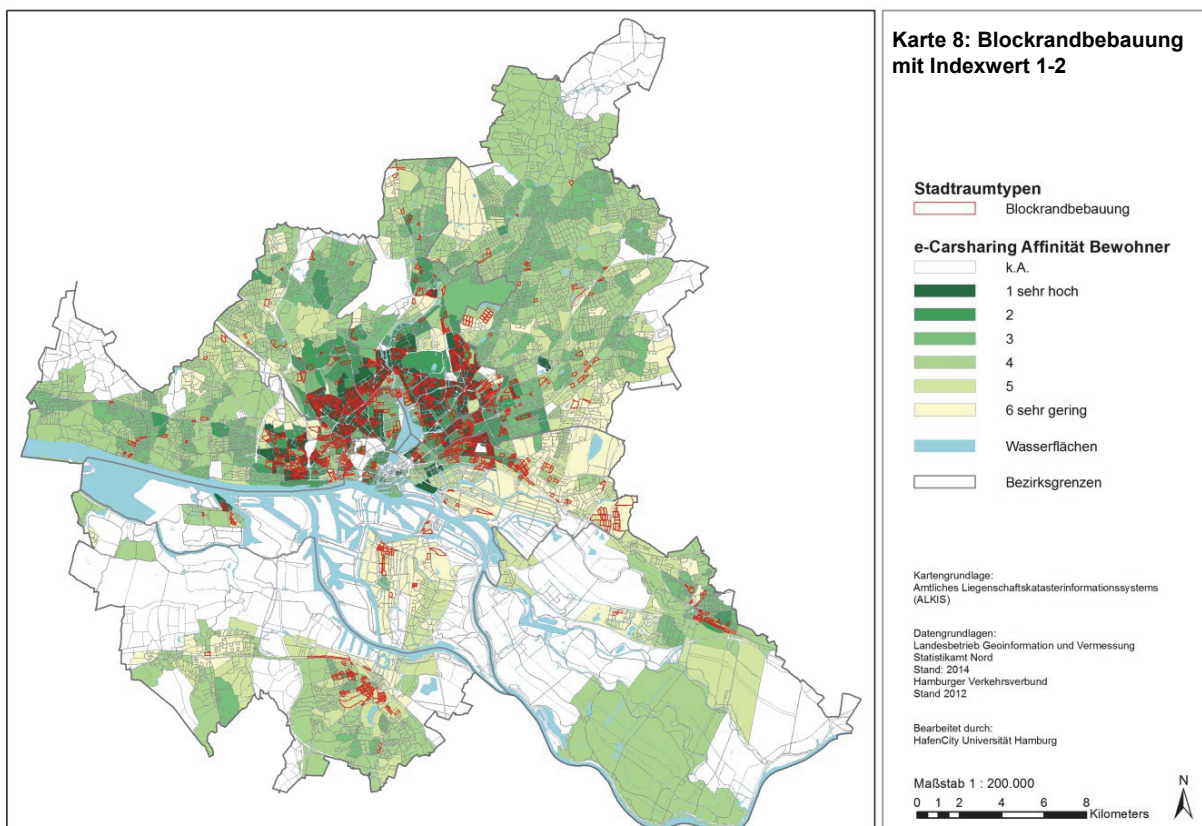 Karte 8: Blockrandbebauung
mit Indexwert 1-2
Stadtraumtypen
Blockrandbebauung
e-Carsharing Affinität Bewohner
k.A.
1 sehr hoch
2
3
4
5
6 sehr gering
Wasserflächen
Bezirksgrenzen
Kartengrundlage:
Amtliches Liegenschaftskatasterinformationssystems
(ALKIS)
Datengrundlagen:
Landesbetrieb Geoinformation und Vermessung
Statistikamt Nord
Stand: 2014
Hamburger Verkehrsverbund
Stand 2012
Bearbeitet durch:
HafenCity Universität Hamburg
Maßstab 1 : 200.000
N
0 1 2 4 6 8
Kilometers